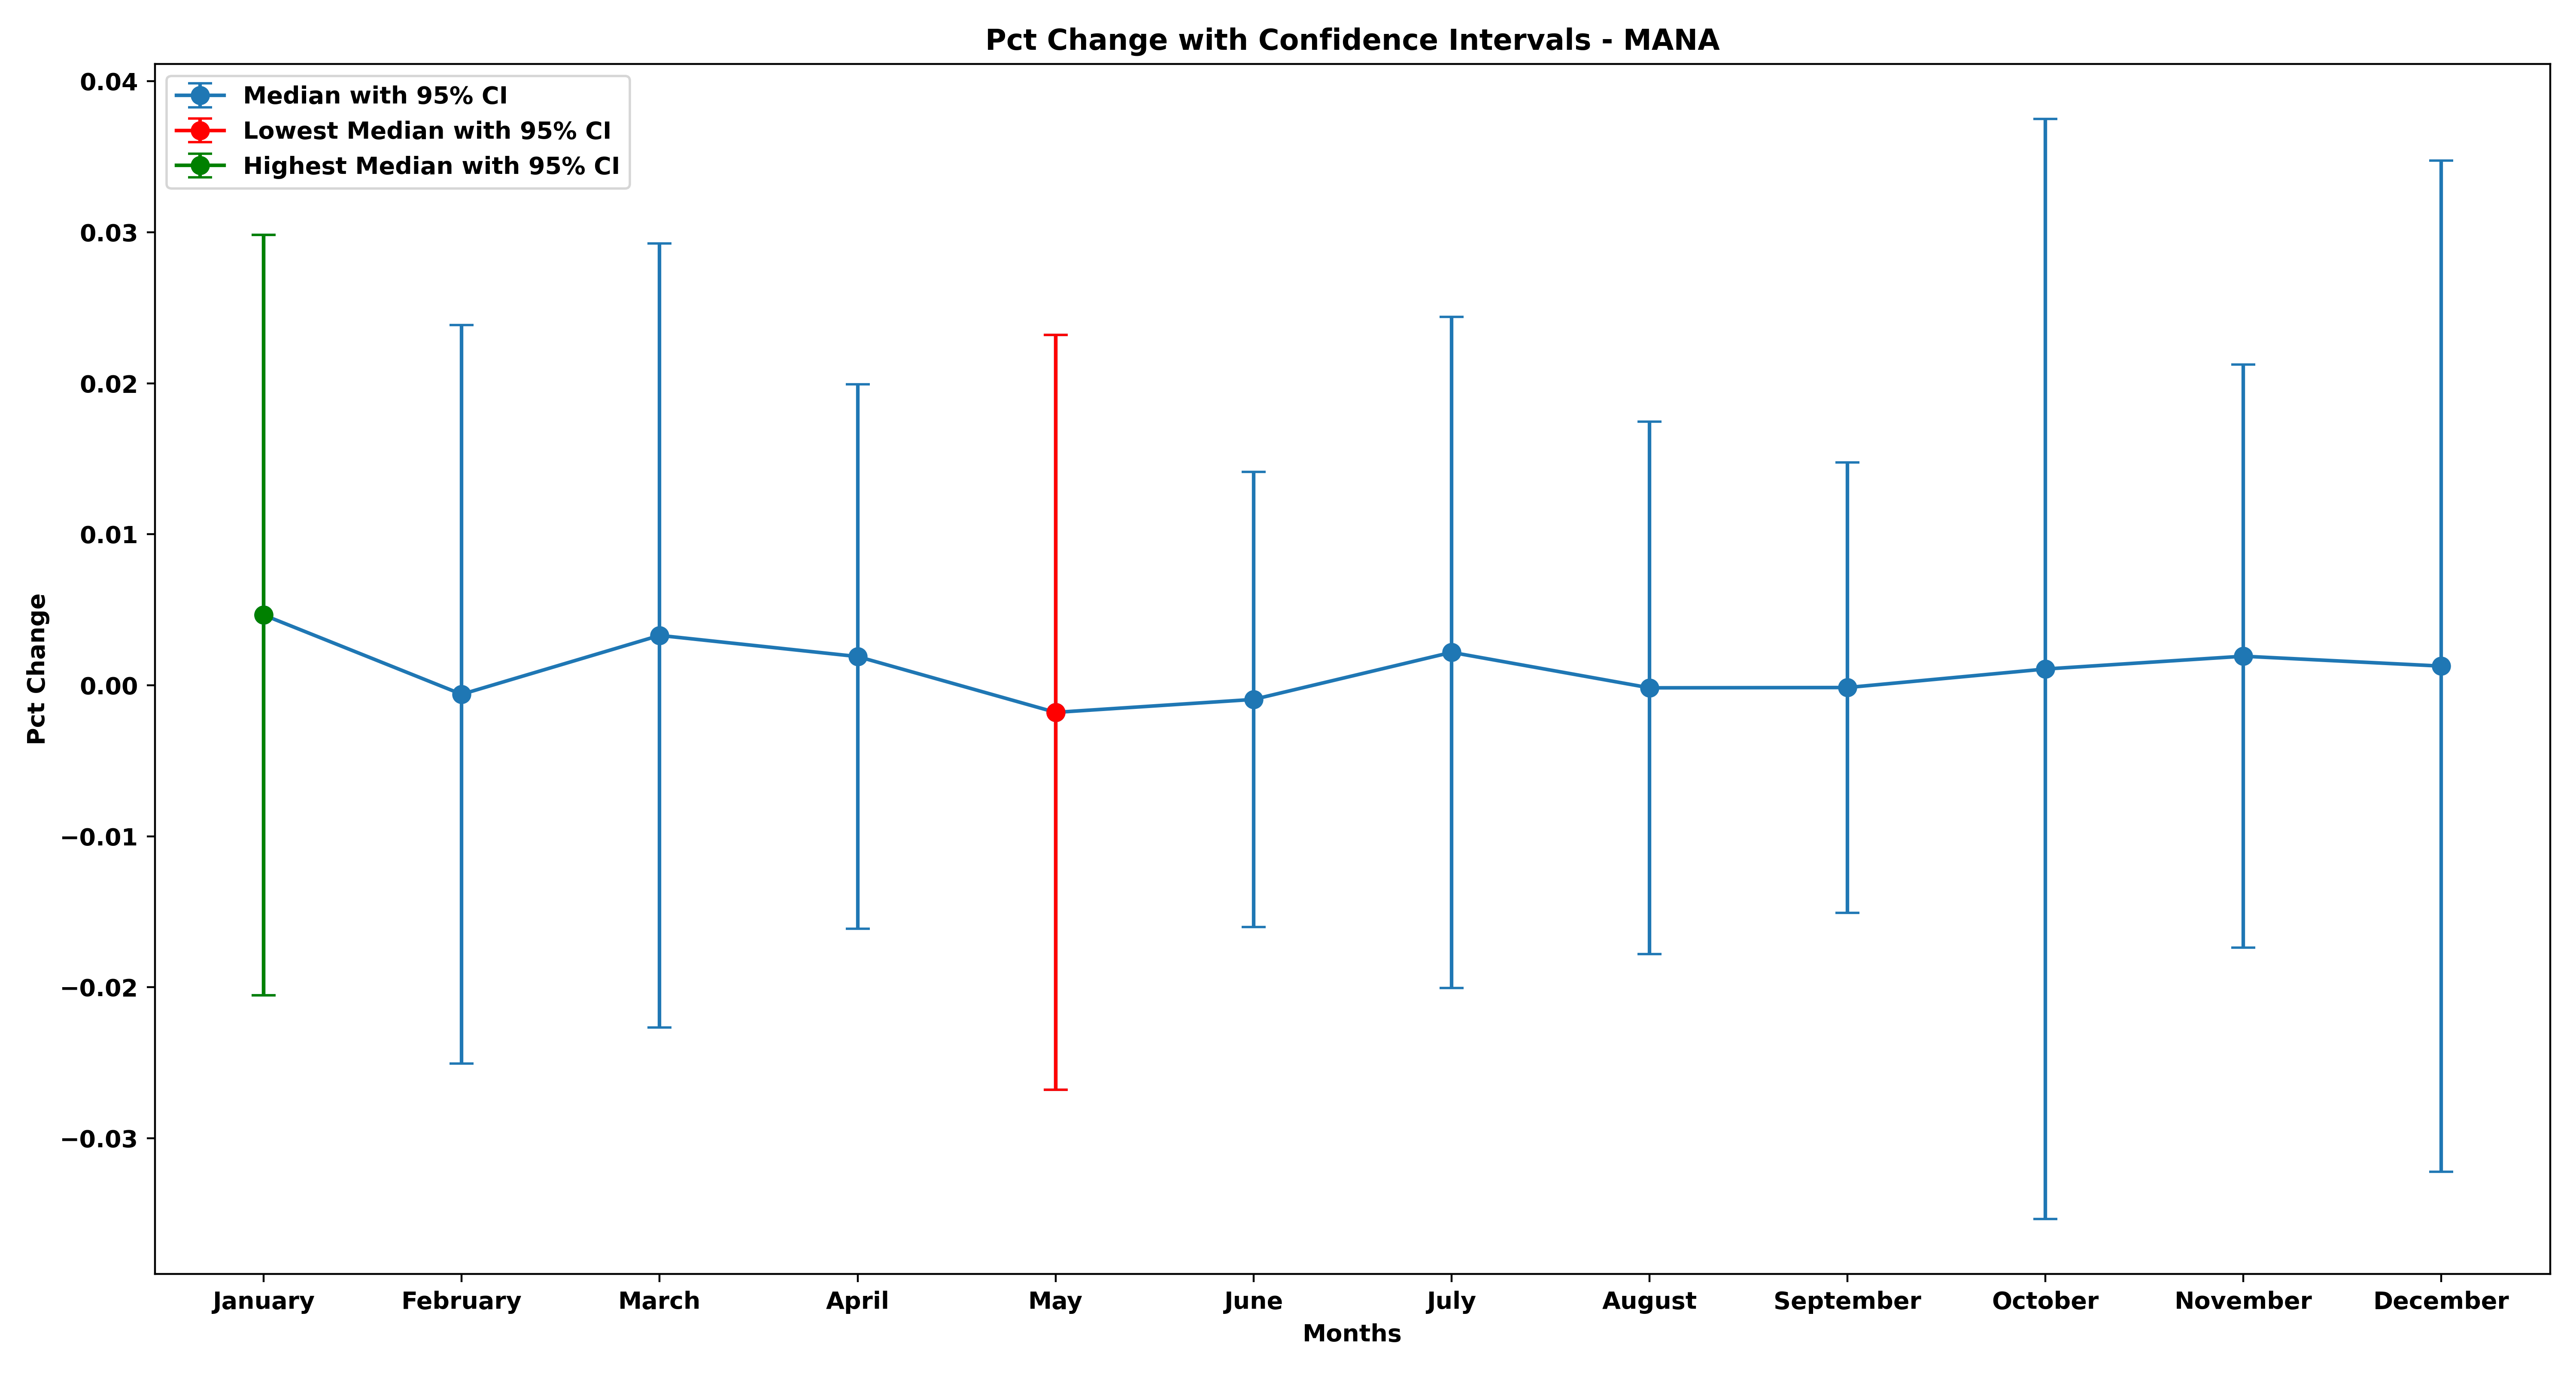 Pct Change with Confidence Intervals - MANA
Median with 95% CI
Lowest Median with 95% CI
Highest Median with 95% CI
0.04
0.03
0.02
0.01
0.00
−0.01
−0.02
−0.03
Pct Change
January February March April May June July August September October November December
Months